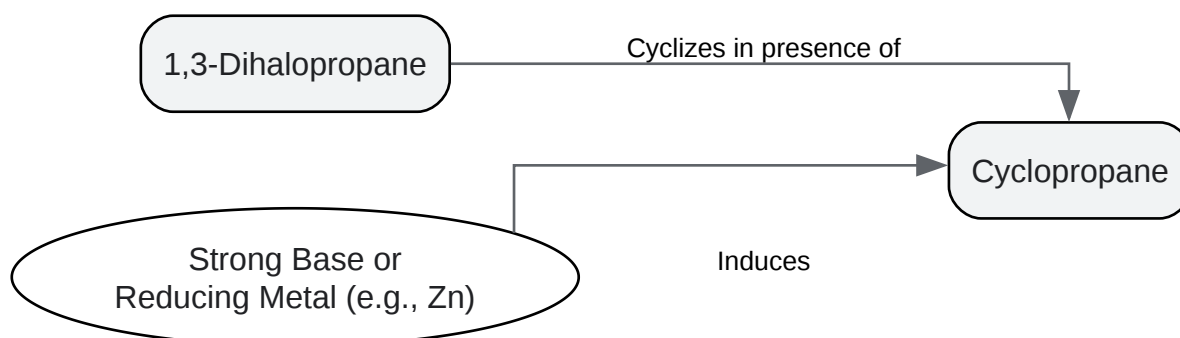 1,3-Dihalopropane
Cyclizes in presence of
Cyclopropane
Strong Base or
Reducing Metal (e.g., Zn)
Induces